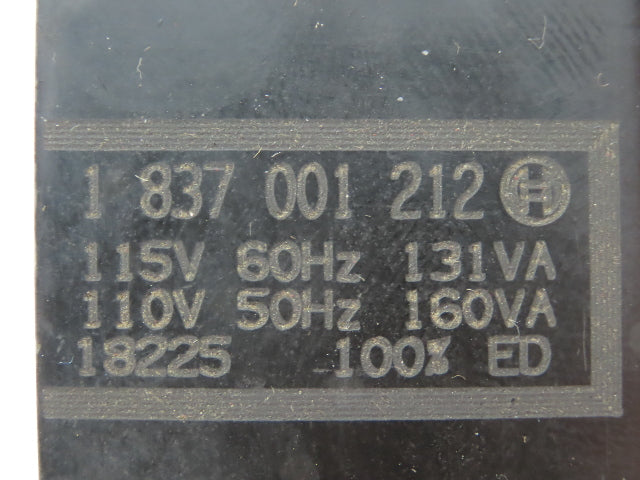 1 837 001 212
115V 60Hz 131VA
110V 50Hz 160VA
18225 100% ED